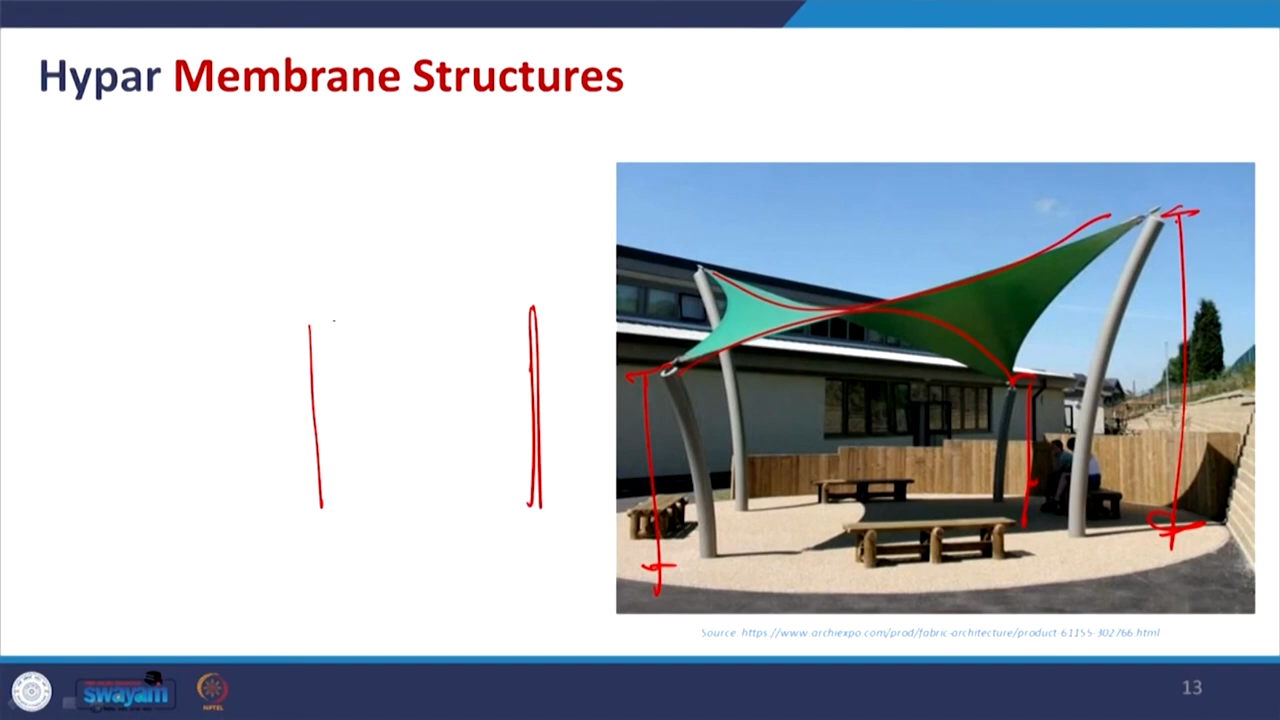 Hypar Membrane Structures
Source: https://www.archiexpo.com/prod/fabric-architecture/product-61155-302766.html
swayam
NPTEL
13